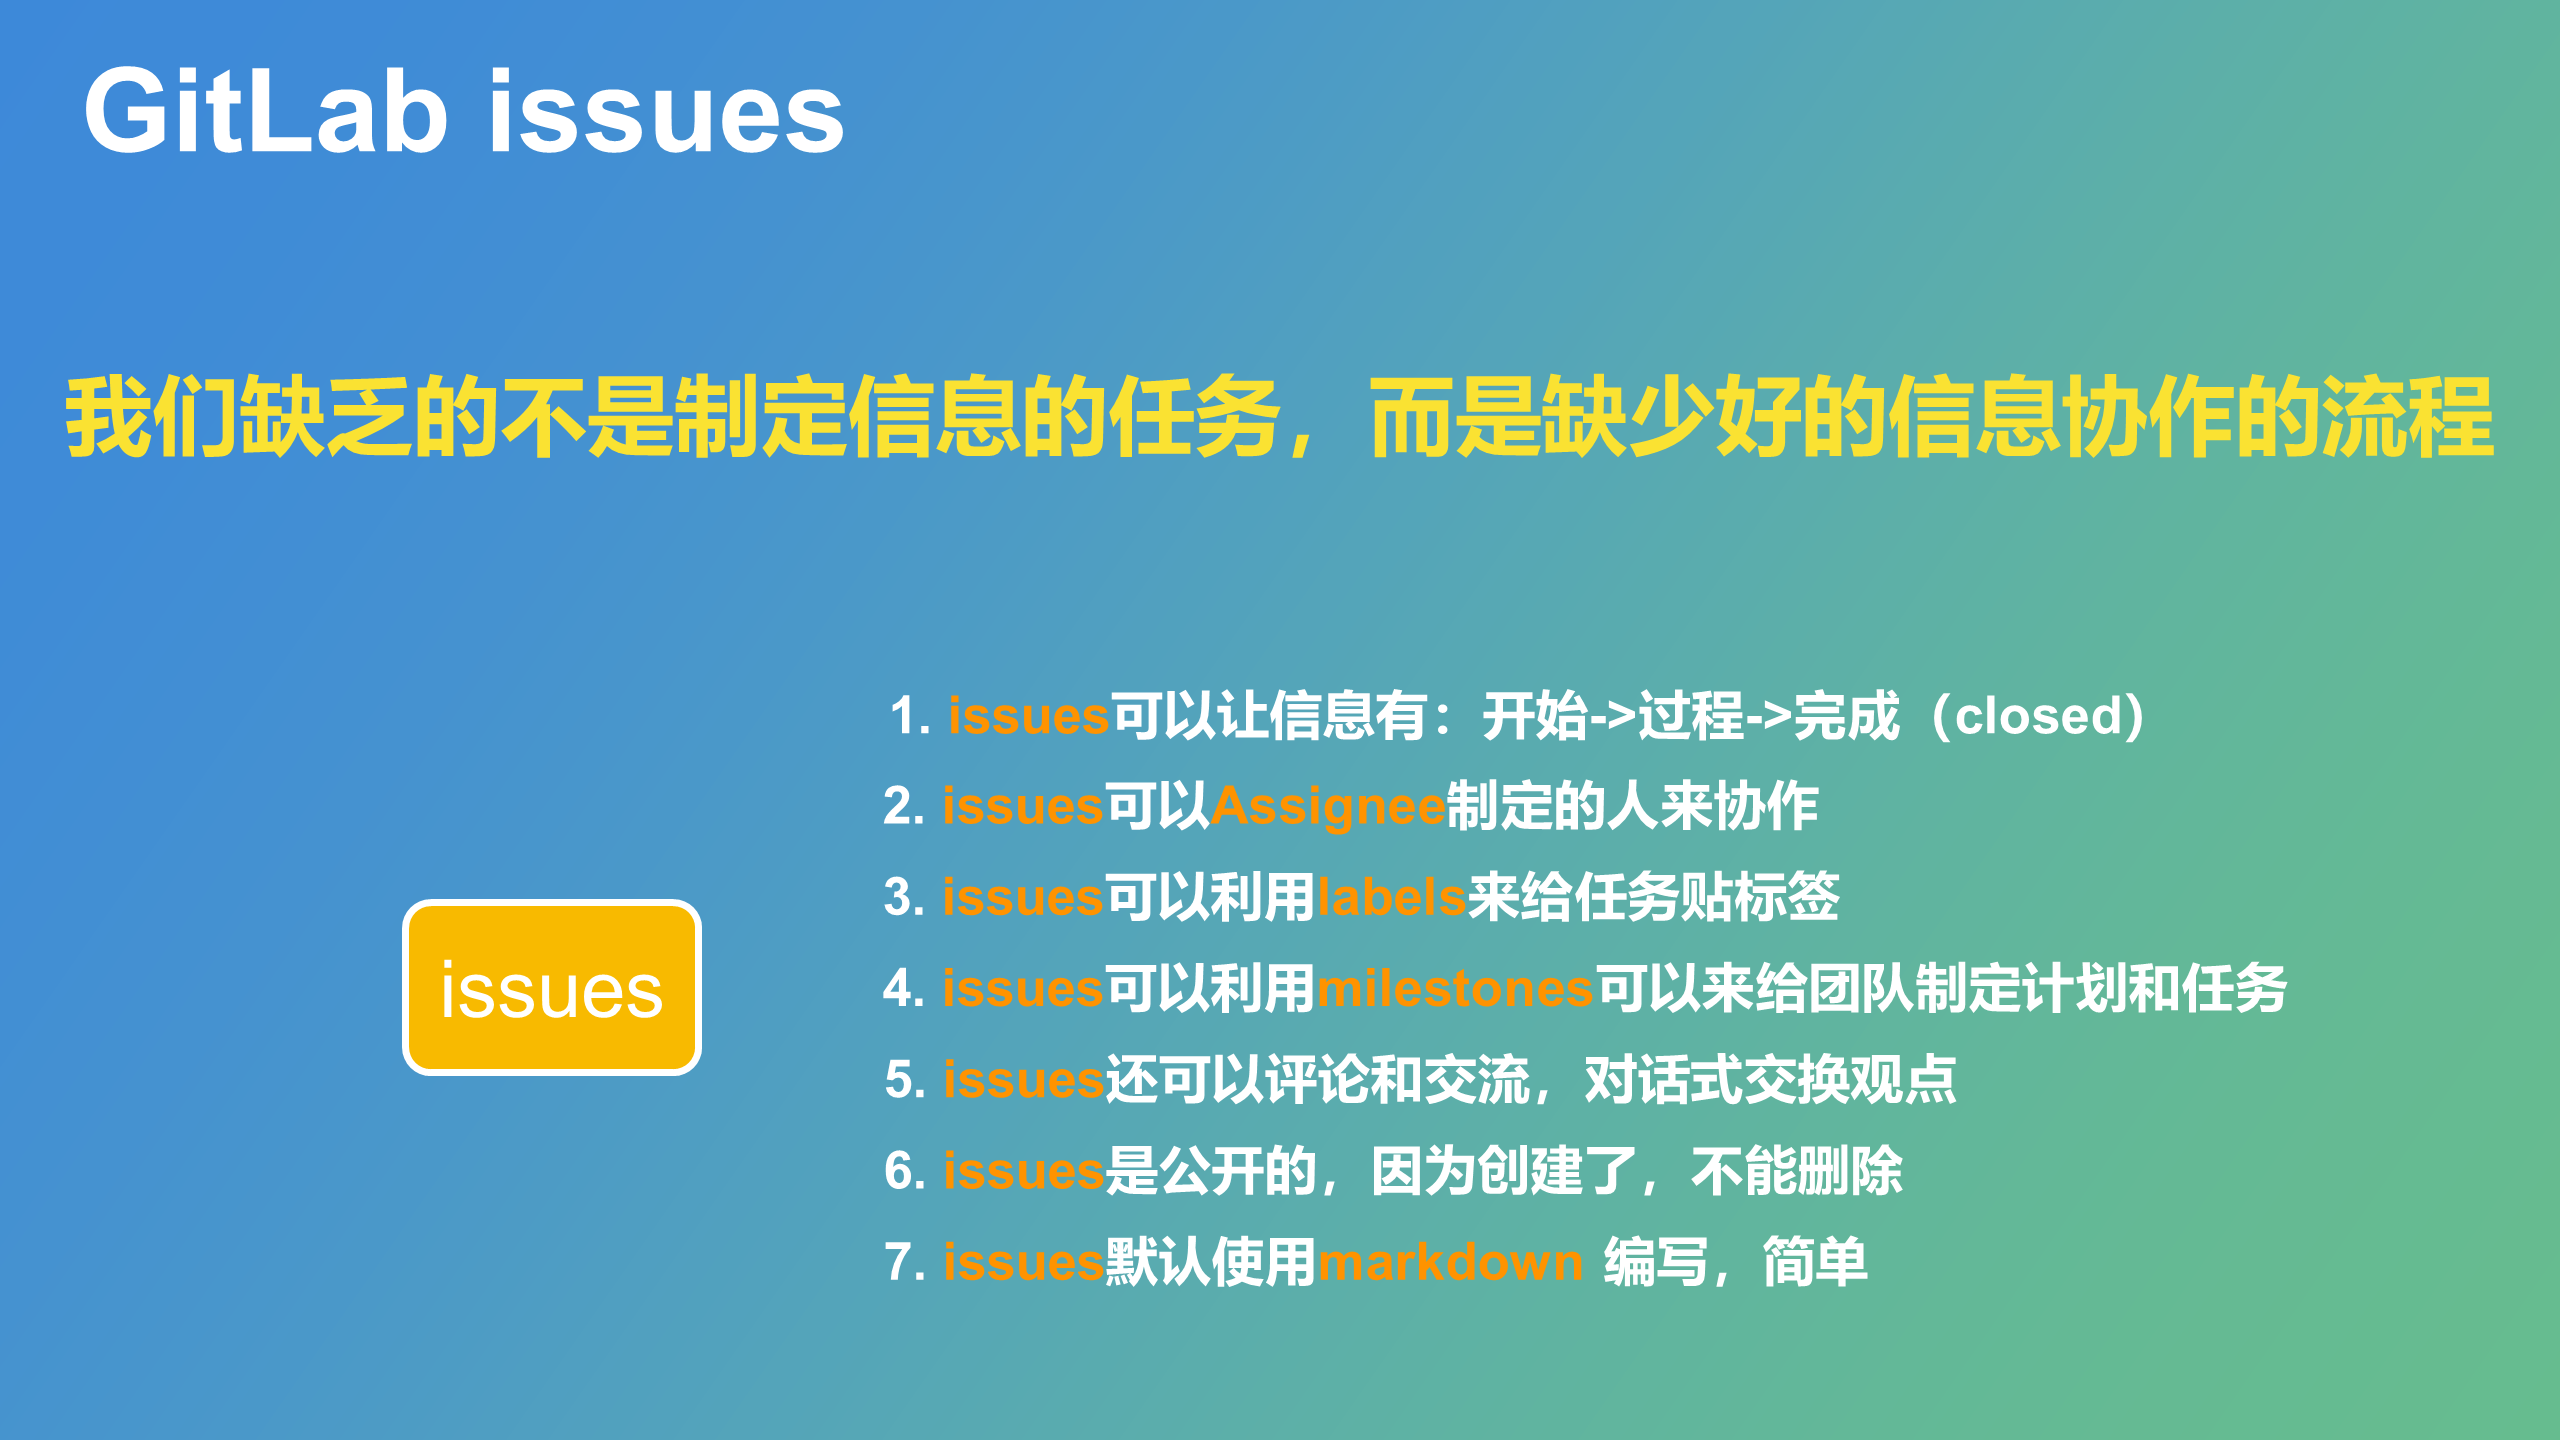 GitLab issues
我们缺乏的不是制定信息的任务，而是缺少好的信息协作的流程
1. issues可以让信息有：开始->过程->完成（closed）
2. issues可以Assignee制定的人来协作
3. issues可以利用labels来给任务贴标签
issues
4. issues可以利用milestones可以来给团队制定计划和任务
5. issues还可以评论和交流，对话式交换观点
6. issues是公开的，因为创建了，不能删除
7. issues默认使用markdown 编写，简单